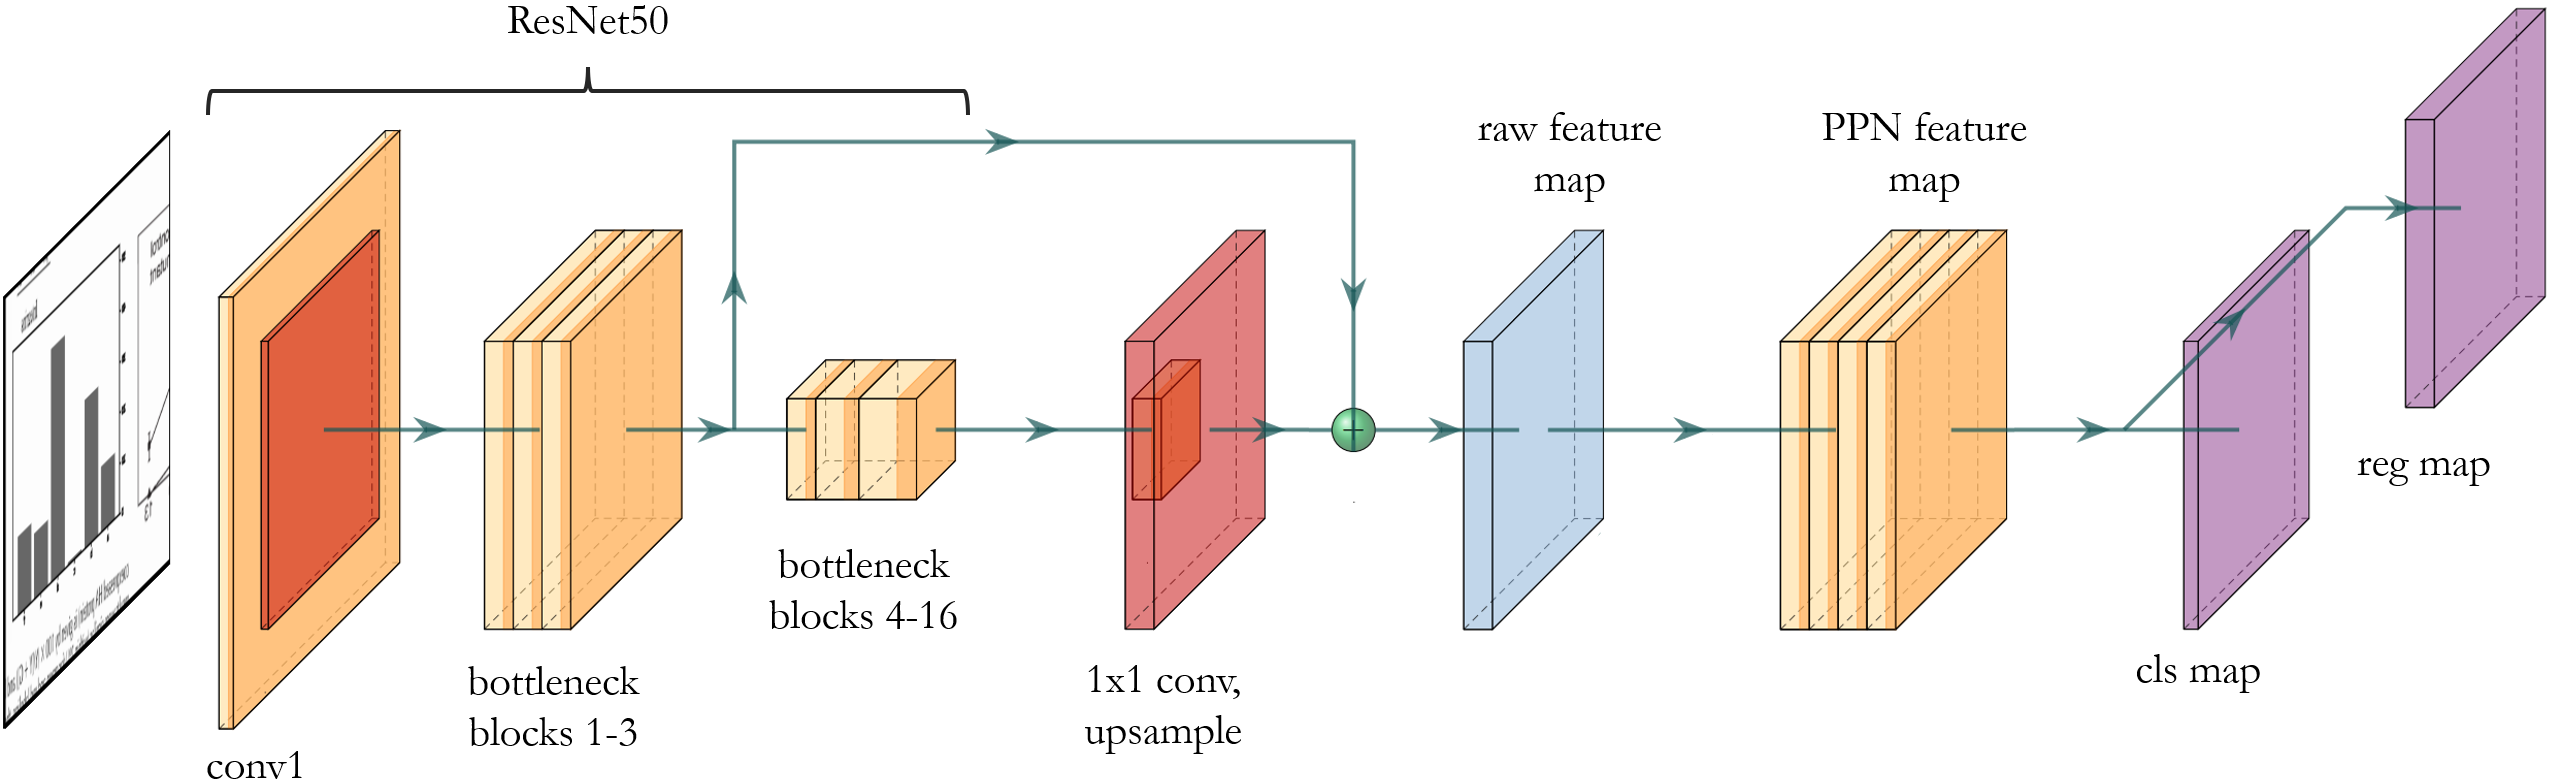 ResNet50
raw feature
map
PPN feature
map
reg map
bottleneck
blocks 4-16
1x1 conv,
upsample
cls map
bottleneck
blocks 1-3
conv1